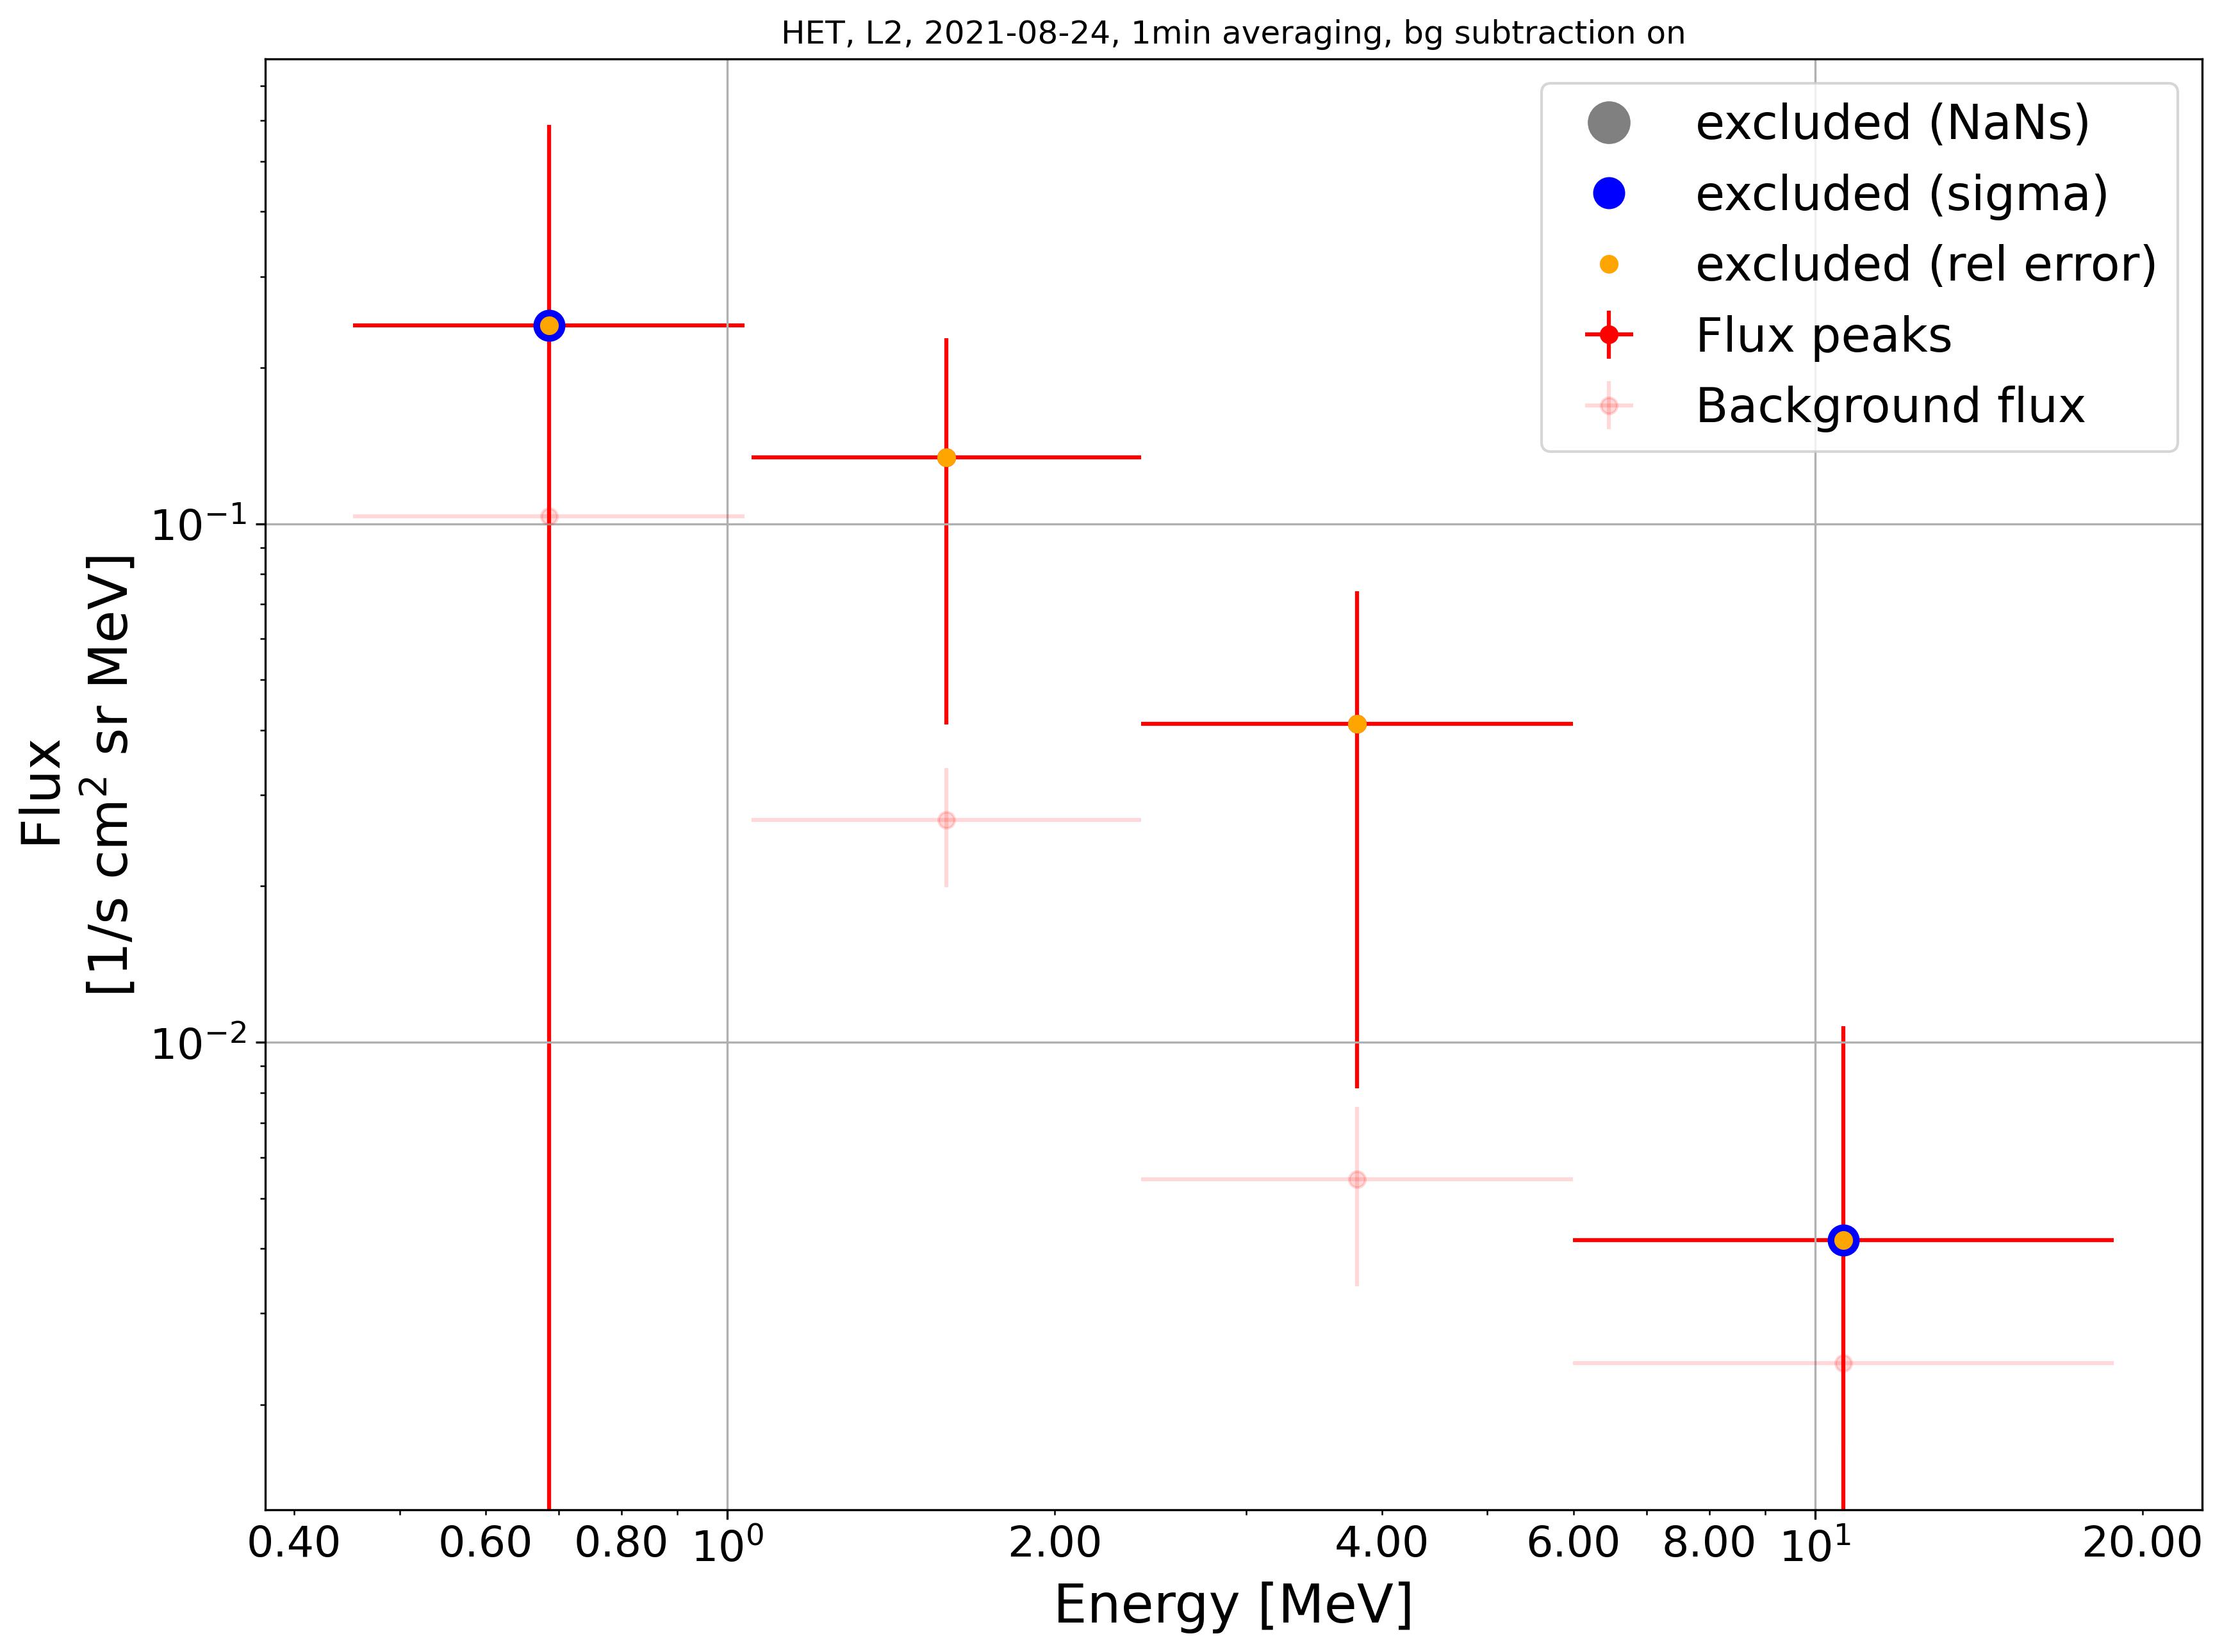 HET, L2, 2021-08-24, 1min averaging, bg subtraction on
excluded (NaNs)
excluded (sigma)
excluded (rel error)
Flux peaks
Background flux
Flux
[1/s cm² sr MeV]
10⁻¹
10⁻²
0.40 0.60 0.80 10⁰ 2.00 4.00 6.00 8.00 10¹ 20.00
Energy [MeV]